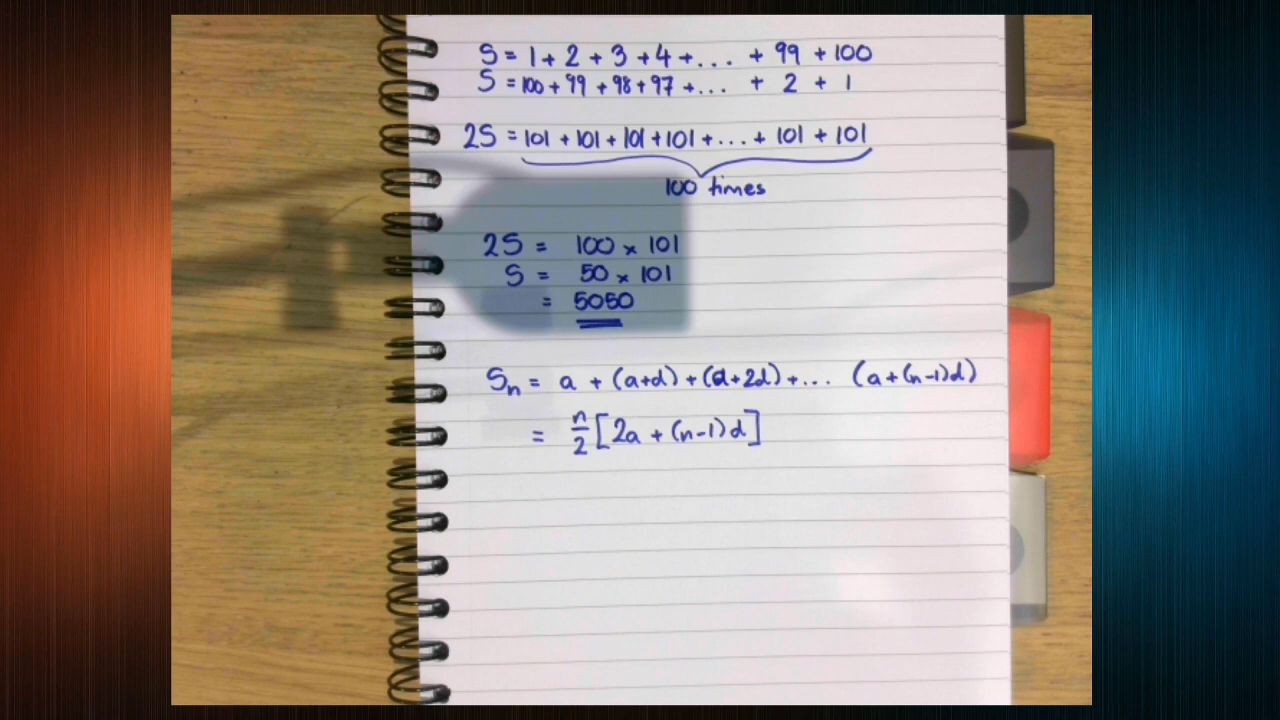 S = 1 + 2 + 3 + 4 + ... + 99 + 100
S = 100 + 99 + 98 + 97 + ... + 2 + 1
2S = 101 + 101 + 101 + 101 + ... + 101 + 101
100 times
2S = 100 × 101
S = 50 × 101
= 5050
Sₙ = a + (a+d) + (a+2d) + ... (a+(n-1)d)
= n/2 [2a + (n-1)d]